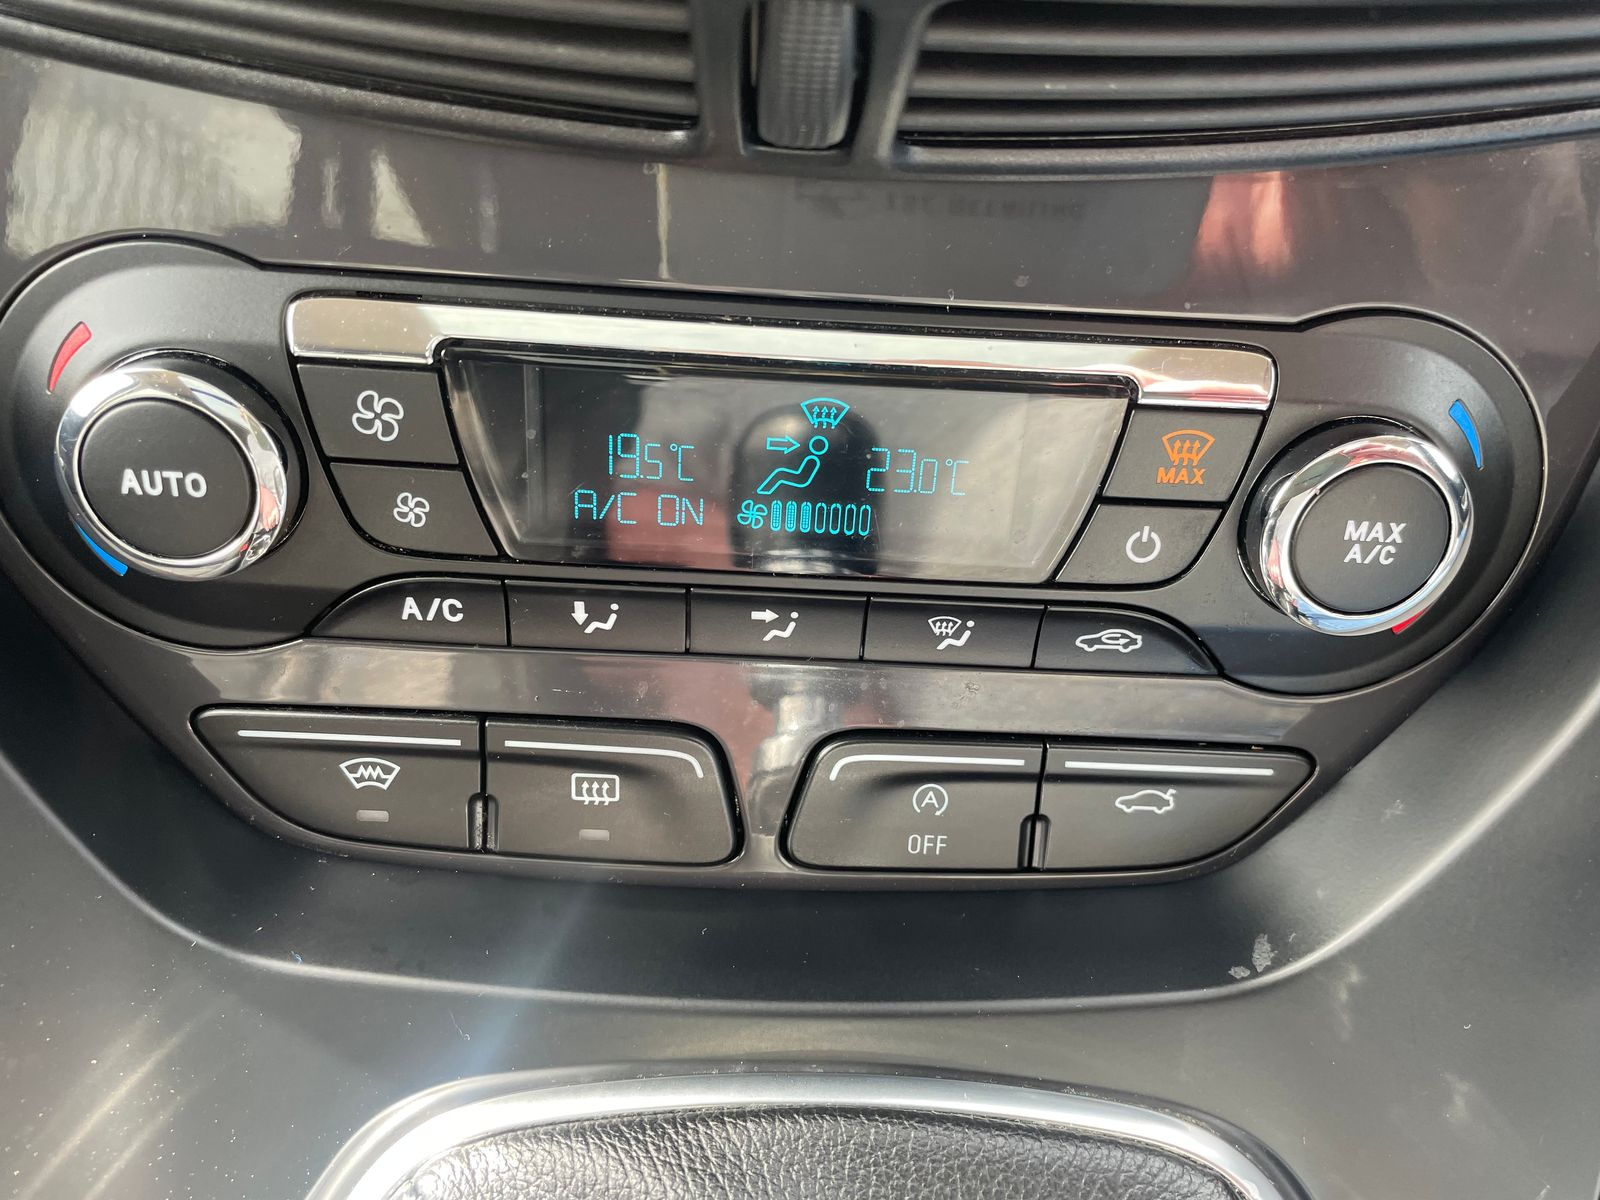 AUTO
19.5°C
23.0°C
A/C ON
MAX
MAX
A/C
A/C
A
OFF